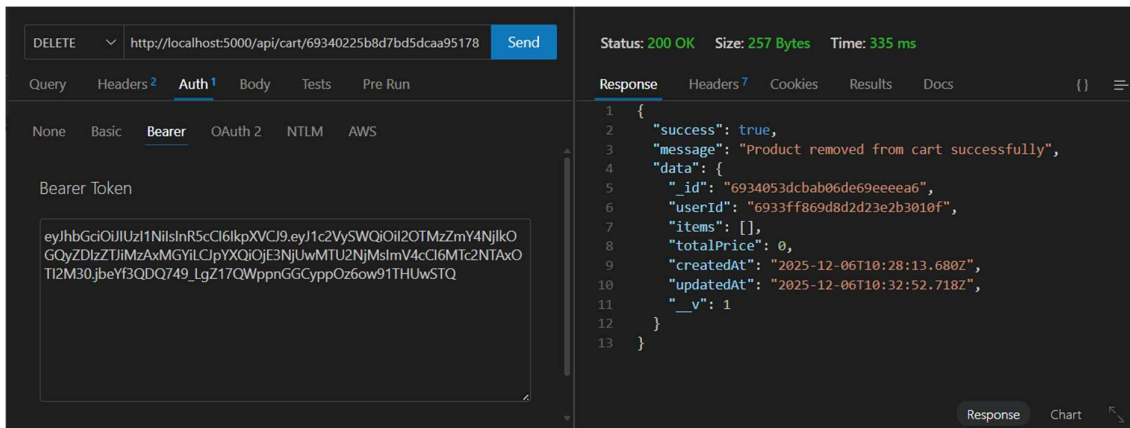 DELETE http://localhost:5000/api/cart/69340225b8d7bd5dcaa95178 Send
Query Headers 2 Auth 1 Body Tests Pre Run
None Basic Bearer OAuth 2 NTLM AWS
Bearer Token
eyJhbGciOiJIUzI1NiIsInR5cCI6IkpXVCJ9.eyJ1c2VySWQiOiI2OTMzZmY4NjlkO
GQyZDIzZTJiMzAxMGYiLCJpYXQiOjE3NjUwMTU2NjMsImV4cCI6MTc2NTAxO
TI2M30.jbeYf3QDQ749_LgZ17QWppnGGCyppOz6ow91THUwSTQ
Status: 200 OK Size: 257 Bytes Time: 335 ms
Response Headers 7 Cookies Results Docs {}
1 {
2 "success": true,
3 "message": "Product removed from cart successfully",
4 "data": {
5 "_id": "6934053dcbab06de69eeeea6",
6 "userId": "6933ff869d8d2d23e2b3010f",
7 "items": [],
8 "totalPrice": 0,
9 "createdAt": "2025-12-06T10:28:13.680Z",
10 "updatedAt": "2025-12-06T10:32:52.718Z",
11 "__v": 1
12 }
13 }
Response Chart